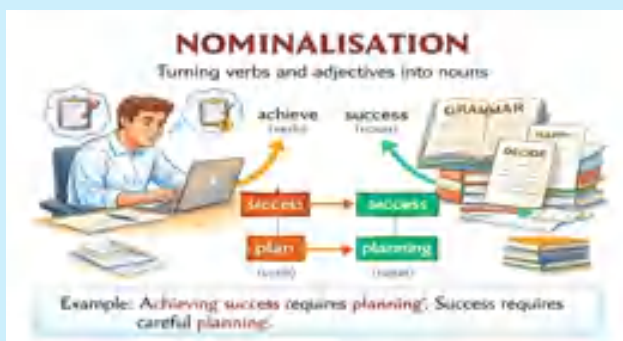 NOMINALISATION
Turning verbs and adjectives into nouns
achieve success
(verb) (noun)
GRAMMAR
DECIDE
success success
plan planning
(verb) (noun)
Example: Achieving success requires planning. Success requires
careful planning.